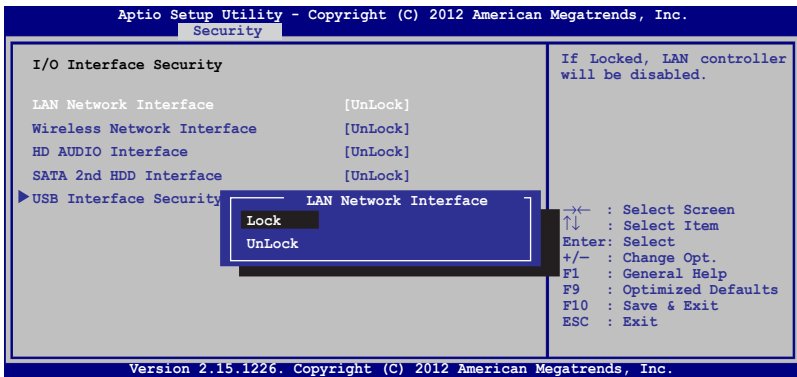 Aptio Setup Utility - Copyright (C) 2012 American Megatrends, Inc.
Security
I/O Interface Security
LAN Network Interface [UnLock]
Wireless Network Interface [UnLock]
HD AUDIO Interface [UnLock]
SATA 2nd HDD Interface [UnLock]
USB Interface Security
LAN Network Interface
Lock
UnLock
If Locked, LAN controller
will be disabled.
→← : Select Screen
↑↓ : Select Item
Enter: Select
+/— : Change Opt.
F1 : General Help
F9 : Optimized Defaults
F10 : Save & Exit
ESC : Exit
Version 2.15.1226. Copyright (C) 2012 American Megatrends, Inc.